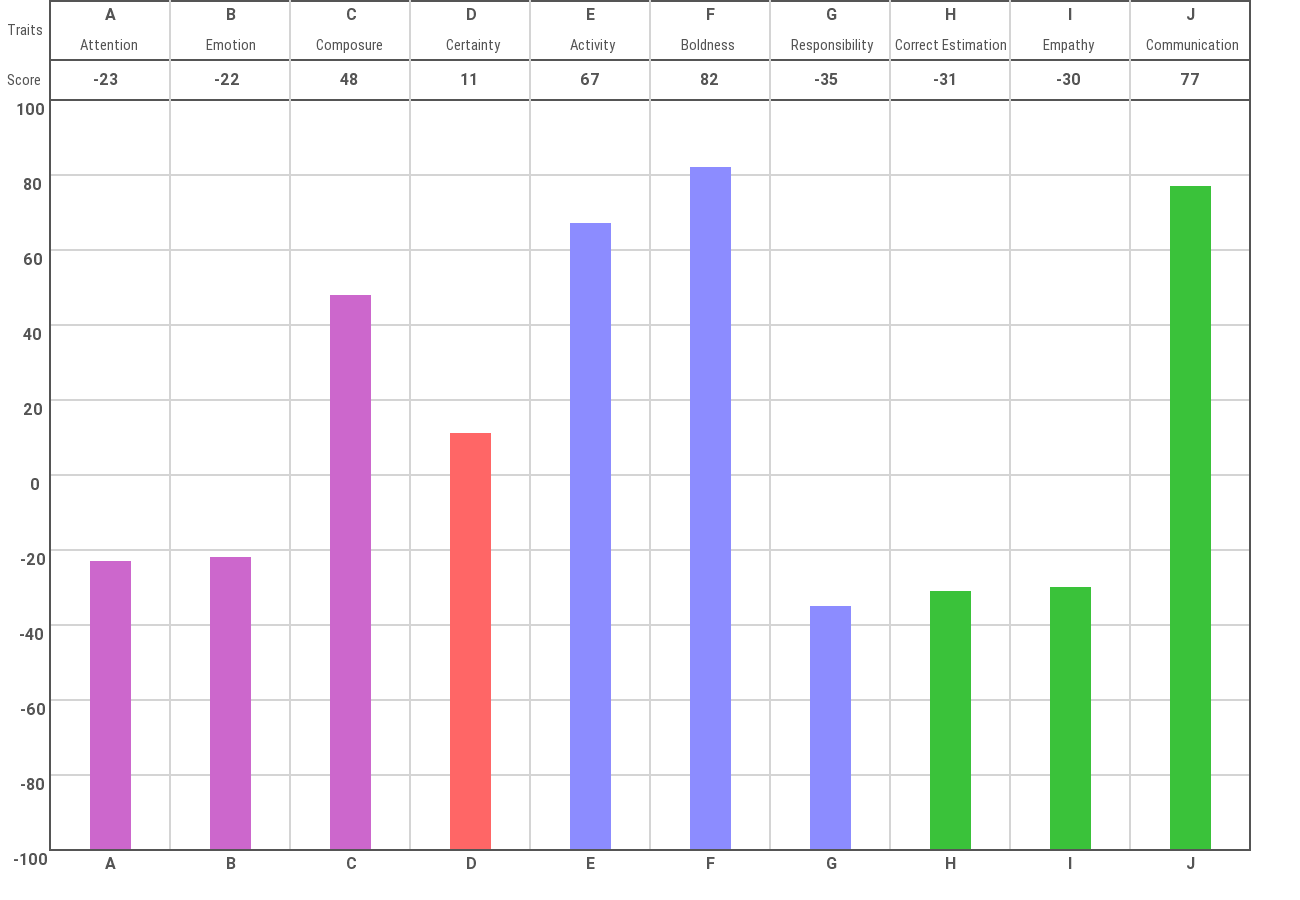 Traits A B C D E F G H I J
Attention Emotion Composure Certainty Activity Boldness Responsibility Correct Estimation Empathy Communication
Score -23 -22 48 11 67 82 -35 -31 -30 77
100
80
60
40
20
0
-20
-40
-60
-80
-100
A B C D E F G H I J